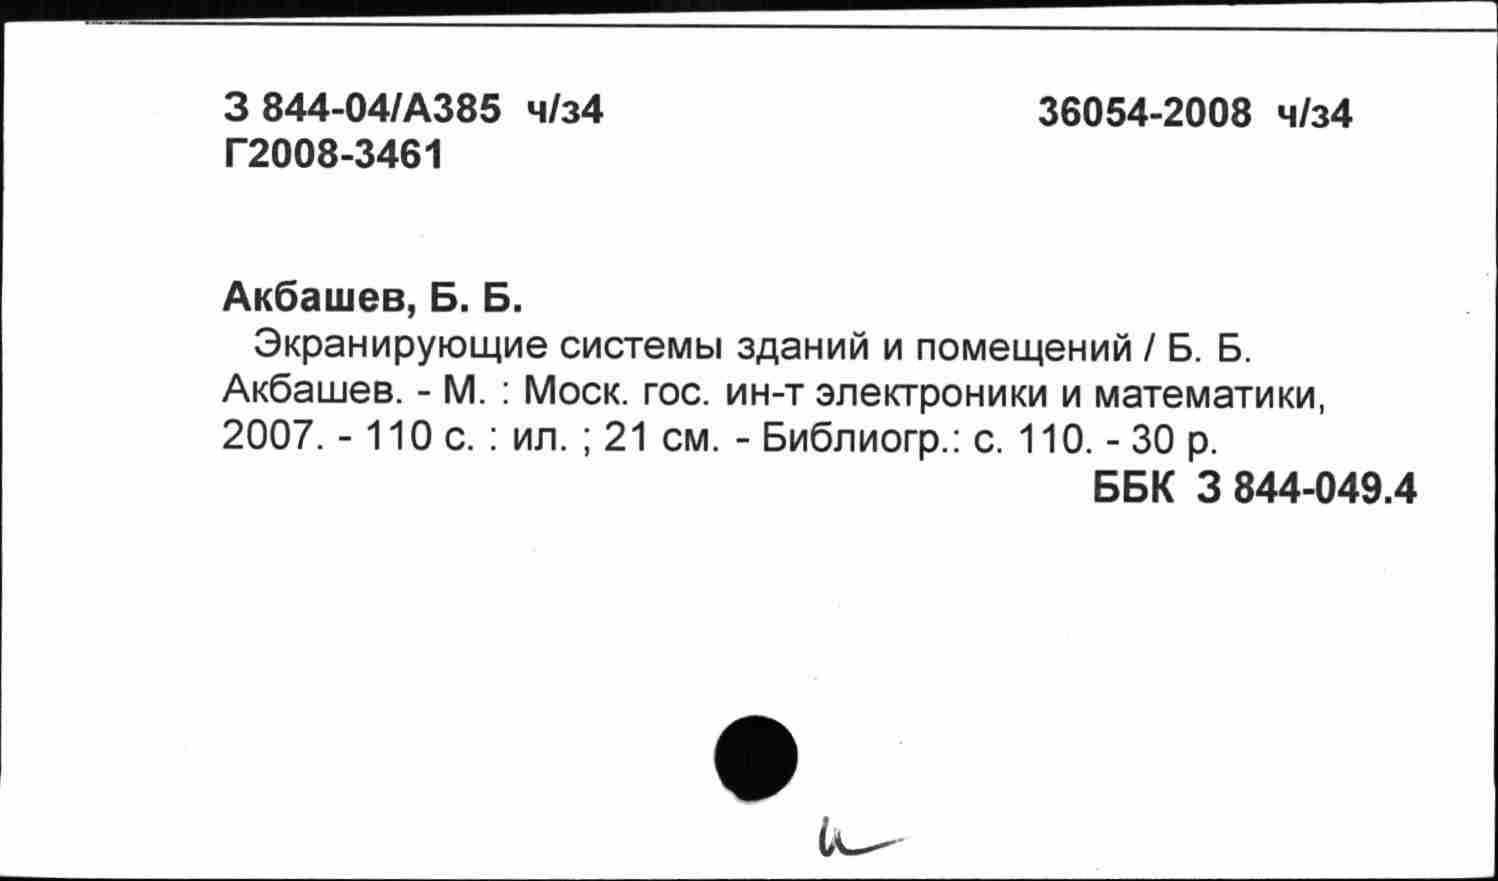 З 844-04/А385 ч/з4 36054-2008 ч/з4
Г2008-3461
Акбашев, Б. Б.
Экранирующие системы зданий и помещений / Б. Б.
Акбашев. - М. : Моск. гос. ин-т электроники и математики,
2007. - 110 с. : ил. ; 21 см. - Библиогр.: с. 110. - 30 р.
ББК З 844-049.4